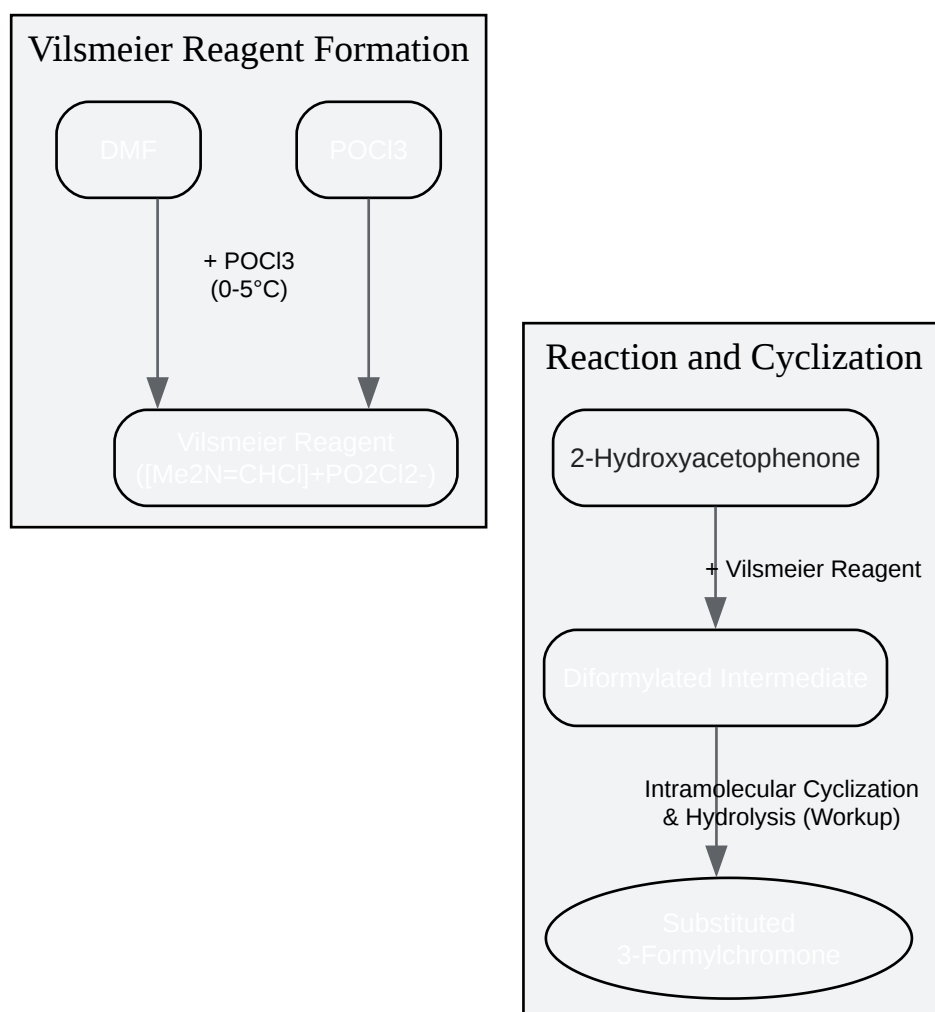 Vilsmeier Reagent Formation
DMF
POCl3
+ POCl3
(0-5°C)
Vilsmeier Reagent
([Me2N=CHCl]+PO2Cl2-)
Reaction and Cyclization
2-Hydroxyacetophenone
+ Vilsmeier Reagent
Diformylated Intermediate
Intramolecular Cyclization
& Hydrolysis (Workup)
Substituted
3-Formylchromone